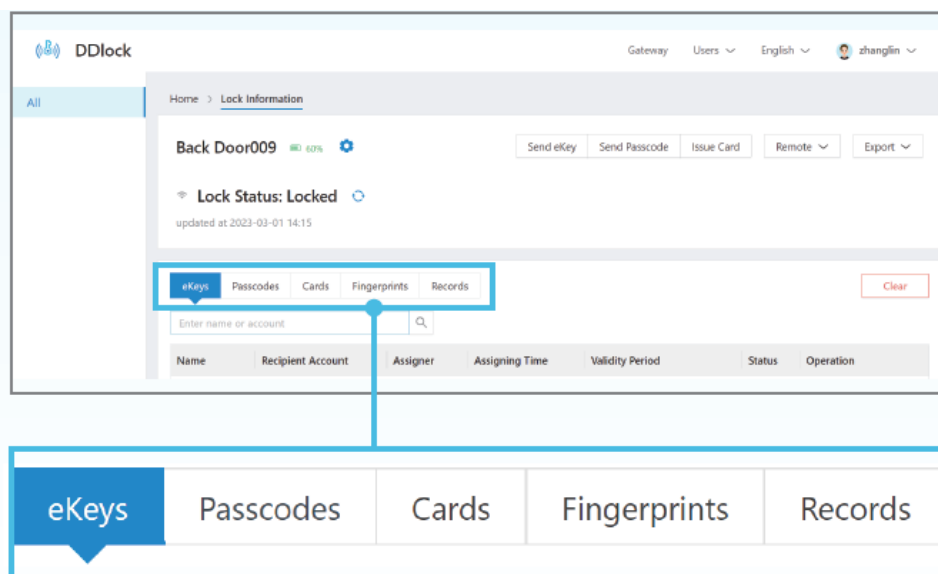 DDlock Gateway Users English zhanglin
All
Home > Lock Information
Back Door009 60% Send eKey Send Passcode Issue Card Remote Export
Lock Status: Locked
updated at 2023-03-01 14:15
eKeys Passcodes Cards Fingerprints Records Clear
Enter name or account
Name Recipient Account Assigner Assigning Time Validity Period Status Operation
eKeys Passcodes Cards Fingerprints Records